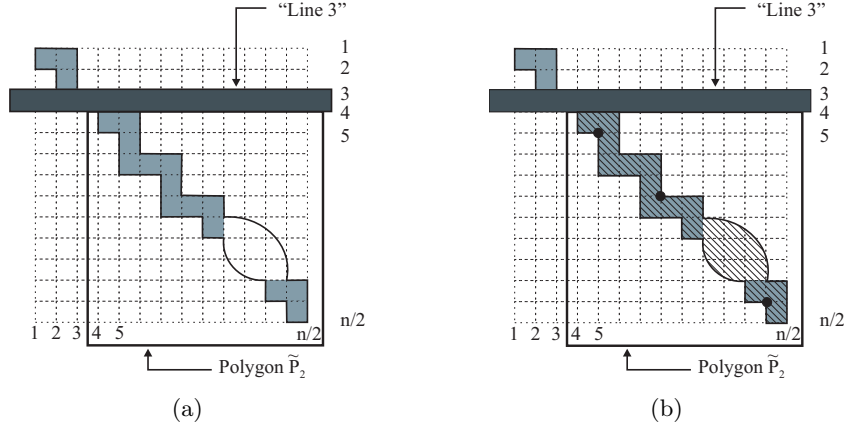 “Line 3” “Line 3”
1 1
2 2
3 3
4 4
5 5
1 2 3 4 5 n/2 n/2 1 2 3 4 5 n/2 n/2
Polygon P̃₂ Polygon P̃₂
(a) (b)